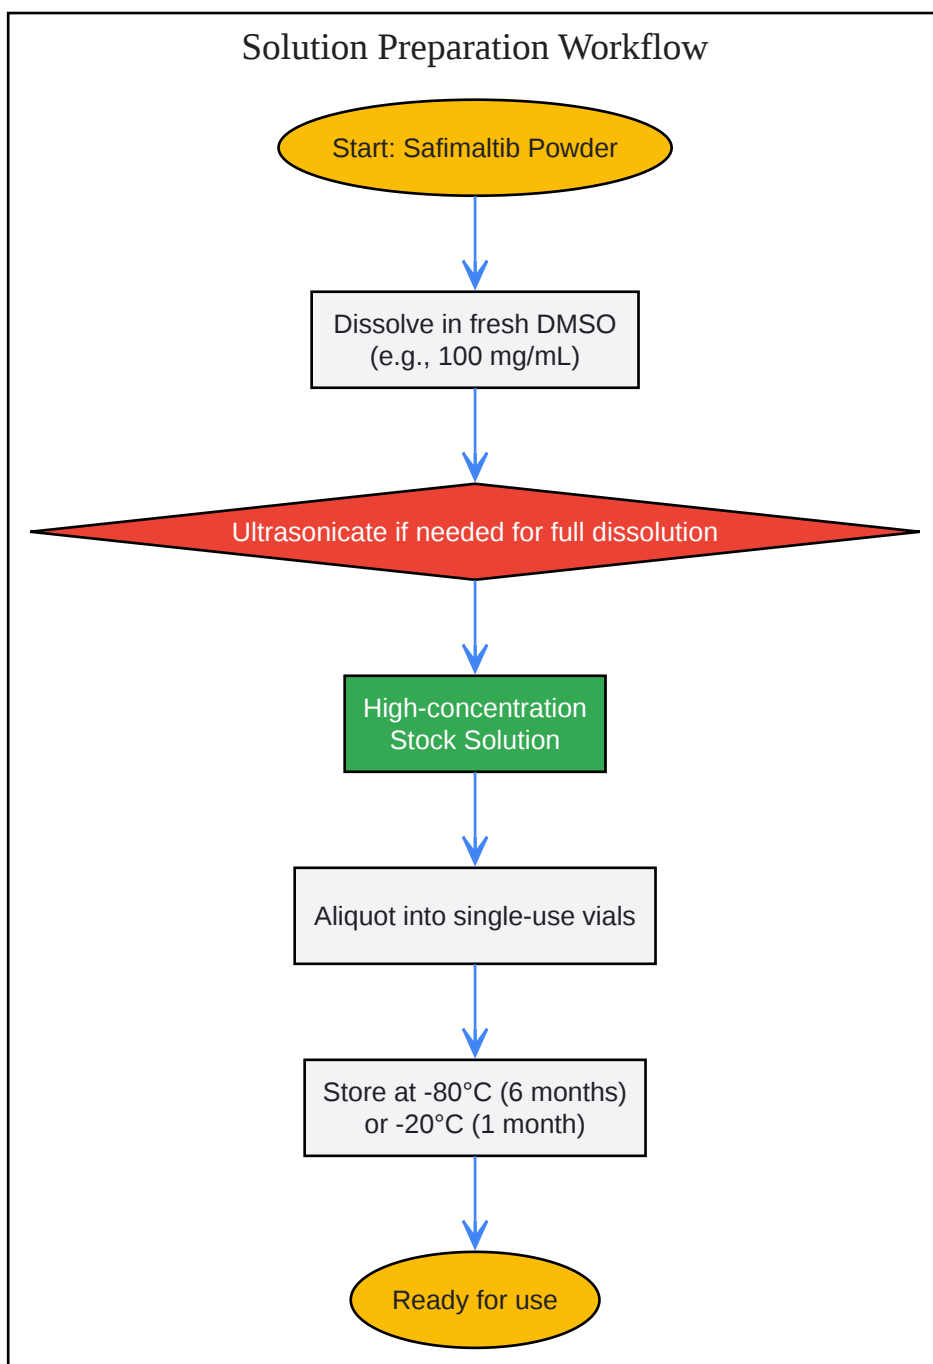 Solution Preparation Workflow
Start: Safimaltib Powder
Dissolve in fresh DMSO
(e.g., 100 mg/mL)
Ultrasonicate if needed for full dissolution
High-concentration
Stock Solution
Aliquot into single-use vials
Store at -80°C (6 months)
or -20°C (1 month)
Ready for use